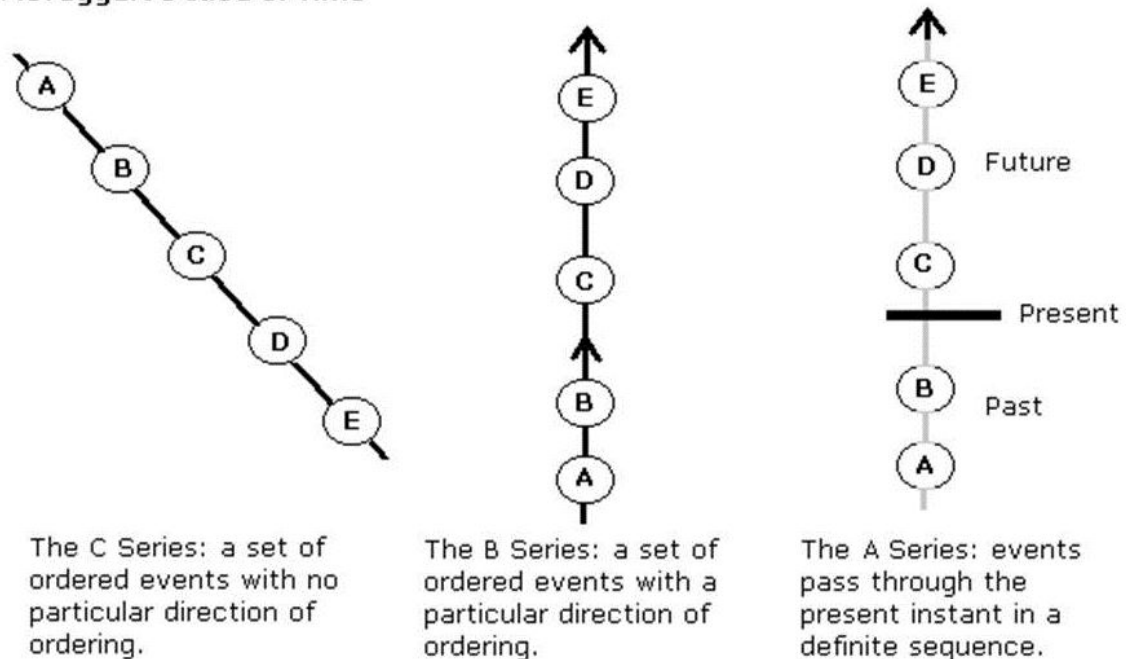 A
B
C
D
E
E
D
C
B
A
E
D
Future
C
Present
B
Past
A
The C Series: a set of
ordered events with no
particular direction of
ordering.
The B Series: a set of
ordered events with a
particular direction of
ordering.
The A Series: events
pass through the
present instant in a
definite sequence.